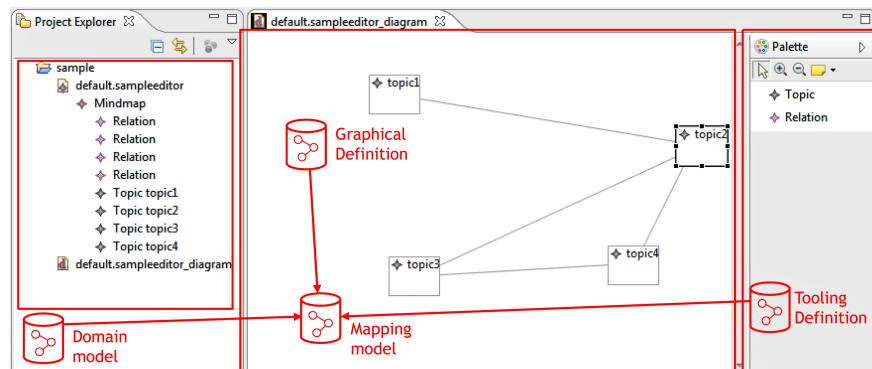 Project Explorer
default.sampleeditor_diagram
Palette
sample
default.sampleeditor
Mindmap
Relation
Relation
Relation
Relation
Topic topic1
Topic topic2
Topic topic3
Topic topic4
default.sampleeditor_diagram
topic1
topic2
topic3
topic4
Graphical
Definition
Domain
model
Mapping
model
Topic
Relation
Tooling
Definition